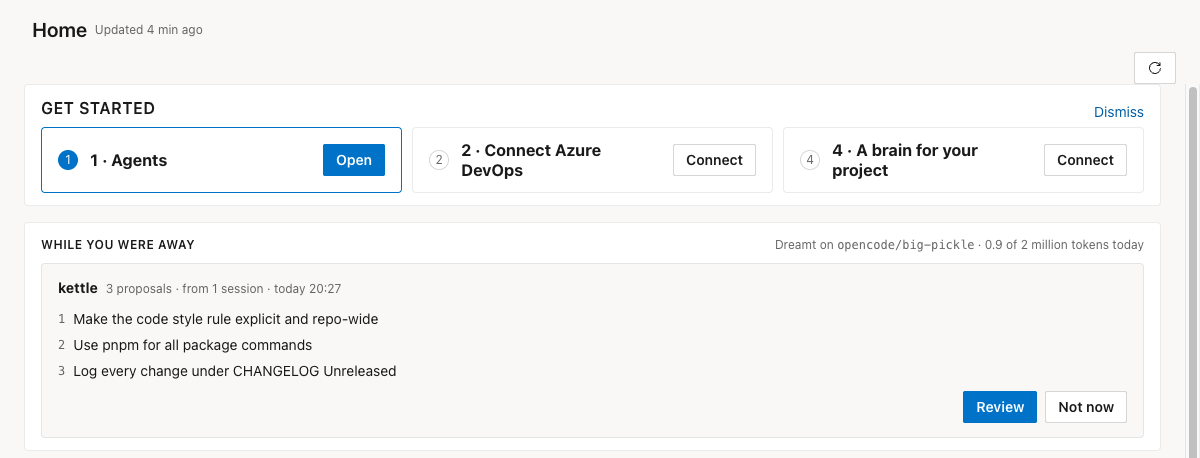 Home Updated 4 min ago
GET STARTED
Dismiss
1 1 · Agents Open
2 2 · Connect Azure DevOps Connect
4 4 · A brain for your project Connect
WHILE YOU WERE AWAY
Dreamt on opencode/big-pickle · 0.9 of 2 million tokens today
kettle 3 proposals · from 1 session · today 20:27
1 Make the code style rule explicit and repo-wide
2 Use pnpm for all package commands
3 Log every change under CHANGELOG Unreleased
Review Not now